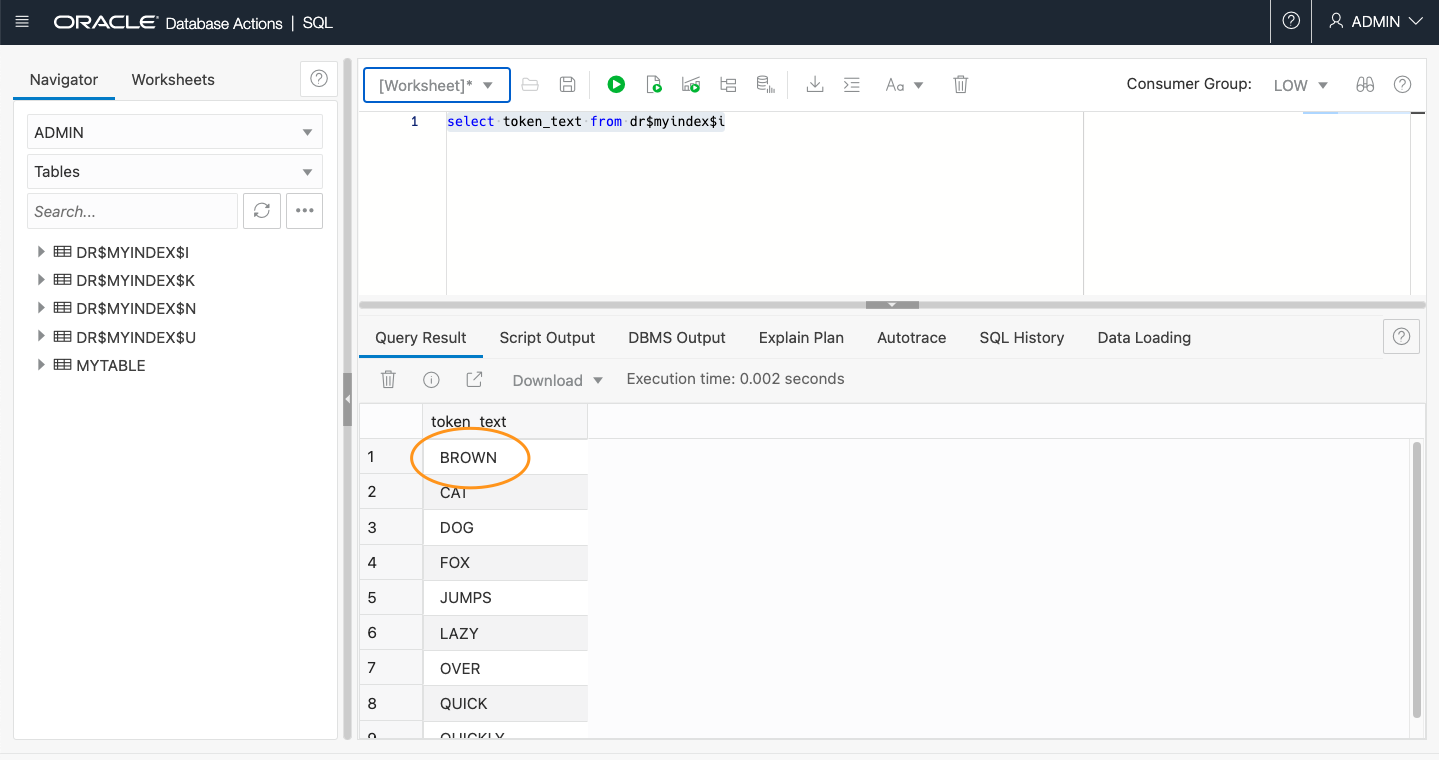 ORACLE Database Actions | SQL
ADMIN
Navigator Worksheets
ADMIN
Tables
Search...
DR$MYINDEX$I
DR$MYINDEX$K
DR$MYINDEX$N
DR$MYINDEX$U
MYTABLE
[Worksheet]* Aa Consumer Group: LOW
1 select token_text from dr$myindex$i
Query Result Script Output DBMS Output Explain Plan Autotrace SQL History Data Loading
Download Execution time: 0.002 seconds
token_text
1 BROWN
2 CAT
3 DOG
4 FOX
5 JUMPS
6 LAZY
7 OVER
8 QUICK
9 QUICKLY